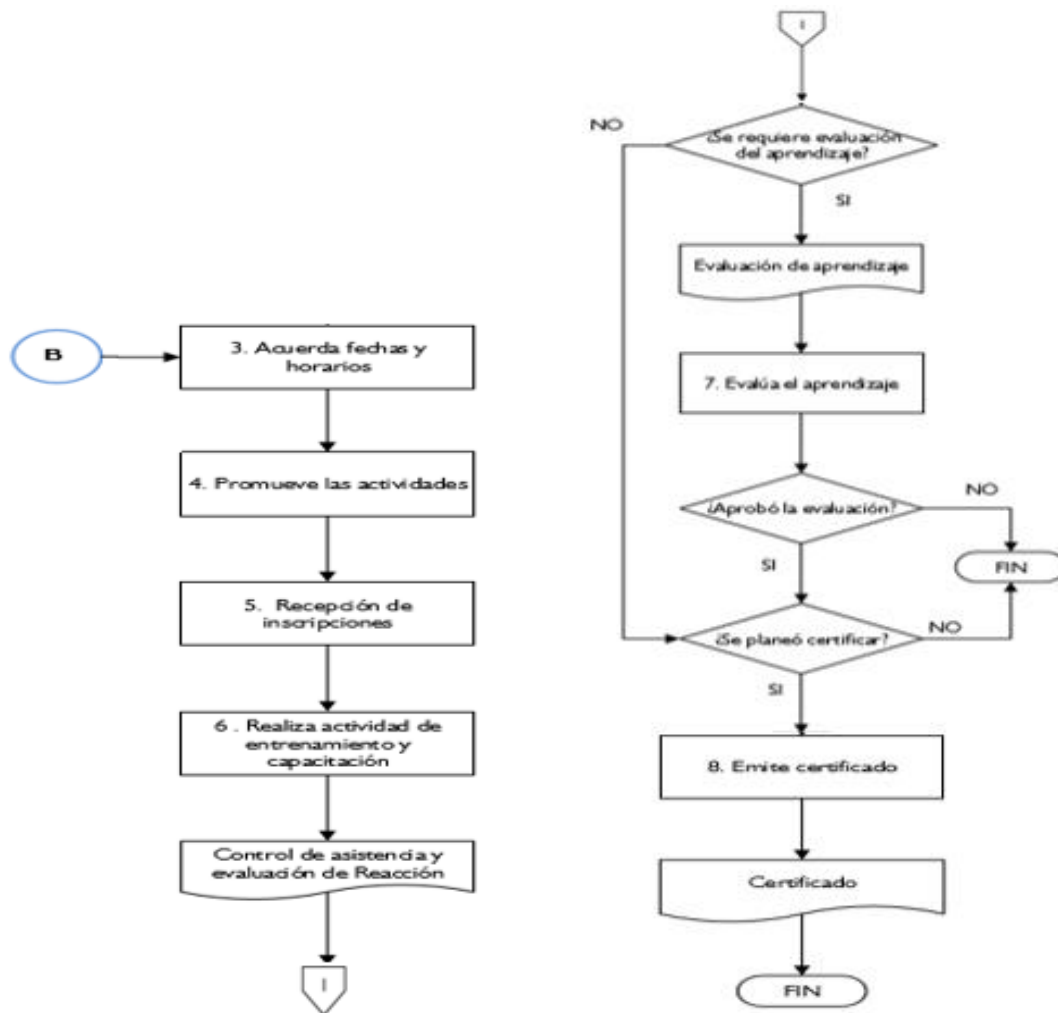 B
3. Acuerda fechas y
horarios
4. Promueve las actividades
5. Recepción de
inscripciones
6 . Realiza actividad de
entrenamiento y
capacitación
Control de asistencia y
evaluación de Reacción
I
I
¿Se requiere evaluación
del aprendizaje?
NO
SI
Evaluación de aprendizaje
7. Evalúa el aprendizaje
¿Aprobó la evaluación?
NO
SI
FIN
¿Se planeó certificar?
NO
SI
8. Emite certificado
Certificado
FIN